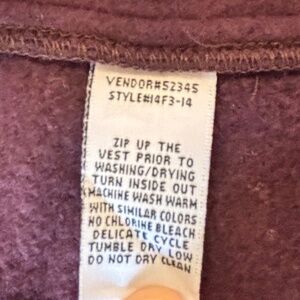 VENDOR#52345
STYLE#14F3-14
ZIP UP THE
VEST PRIOR TO
WASHING/DRYING
TURN INSIDE OUT
MACHINE WASH WARM
WITH SIMILAR COLORS
NO CHLORINE BLEACH
DELICATE CYCLE
TUMBLE DRY LOW
DO NOT DRY CLEAN